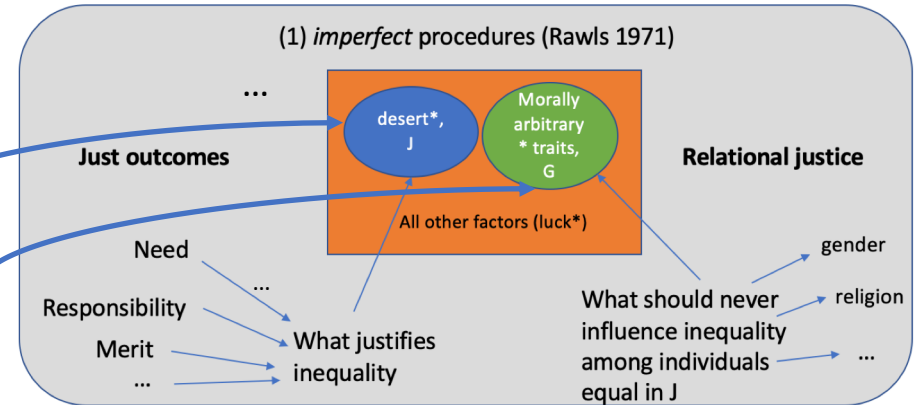 (1) imperfect procedures (Rawls 1971)
...
desert*,
J
Morally
arbitrary
* traits,
G
Just outcomes
Relational justice
All other factors (luck*)
Need
...
Responsibility
Merit
...
What justifies
inequality
What should never
influence inequality
among individuals
equal in J
gender
religion
...